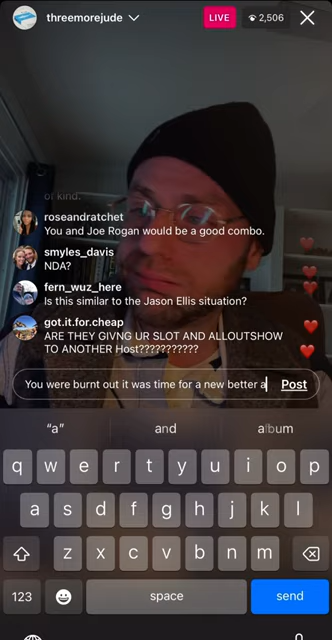 threemorejude
LIVE
2,506
of kind.
roseandratchet
You and Joe Rogan would be a good combo.
smyles_davis
NDA?
fern_wuz_here
Is this similar to the Jason Ellis situation?
got.it.for.cheap
ARE THEY GIVNG UR SLOT AND ALLOUTSHOW
TO ANOTHER Host???????????
You were burnt out it was time for a new better a Post
“a” and album
q w e r t y u i o p
a s d f g h j k l
z x c v b n m
123 space send